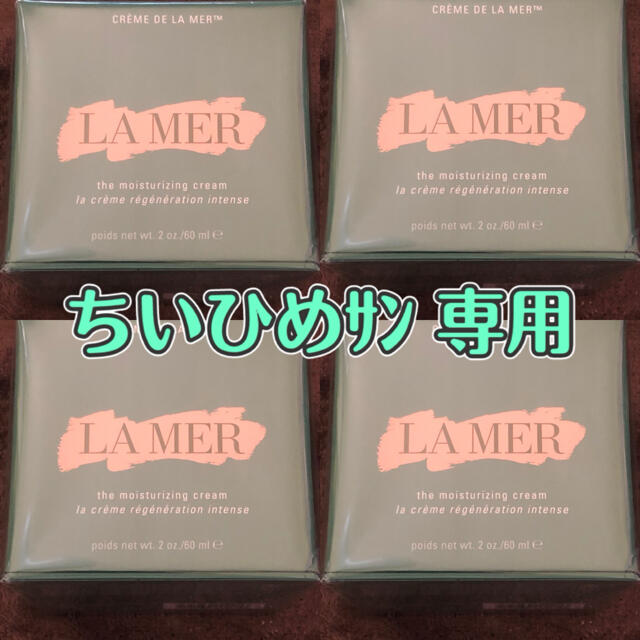 CRÈME DE LA MER™
LA MER
the moisturizing cream
la crème régénération intense
poids net wt. 2 oz./60 ml ℮
CRÈME DE LA MER™
LA MER
the moisturizing cream
la crème régénération intense
poids net wt. 2 oz./60 ml ℮
ちいひめｻﾝ 専用
LA MER
the moisturizing cream
la crème régénération intense
poids net wt. 2 oz./60 ml ℮
LA MER
the moisturizing cream
la crème régénération intense
poids net wt. 2 oz./60 ml ℮